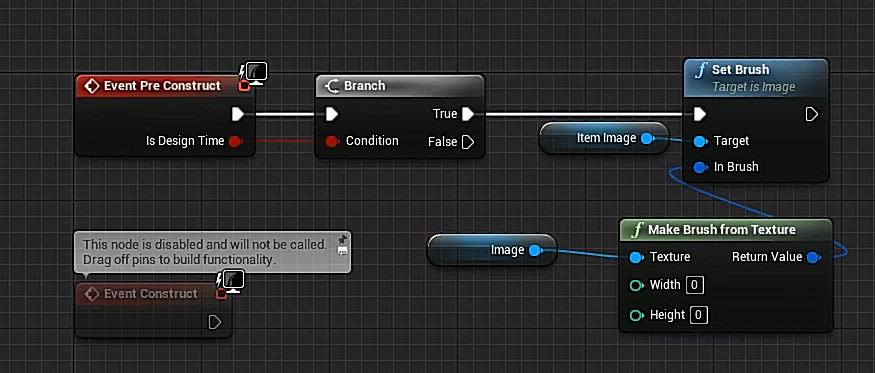 Event Pre Construct
Is Design Time
Branch
True
Condition
False
Item Image
Set Brush
Target is Image
Target
In Brush
This node is disabled and will not be called.
Drag off pins to build functionality.
Event Construct
Image
Make Brush from Texture
Texture
Return Value
Width 0
Height 0